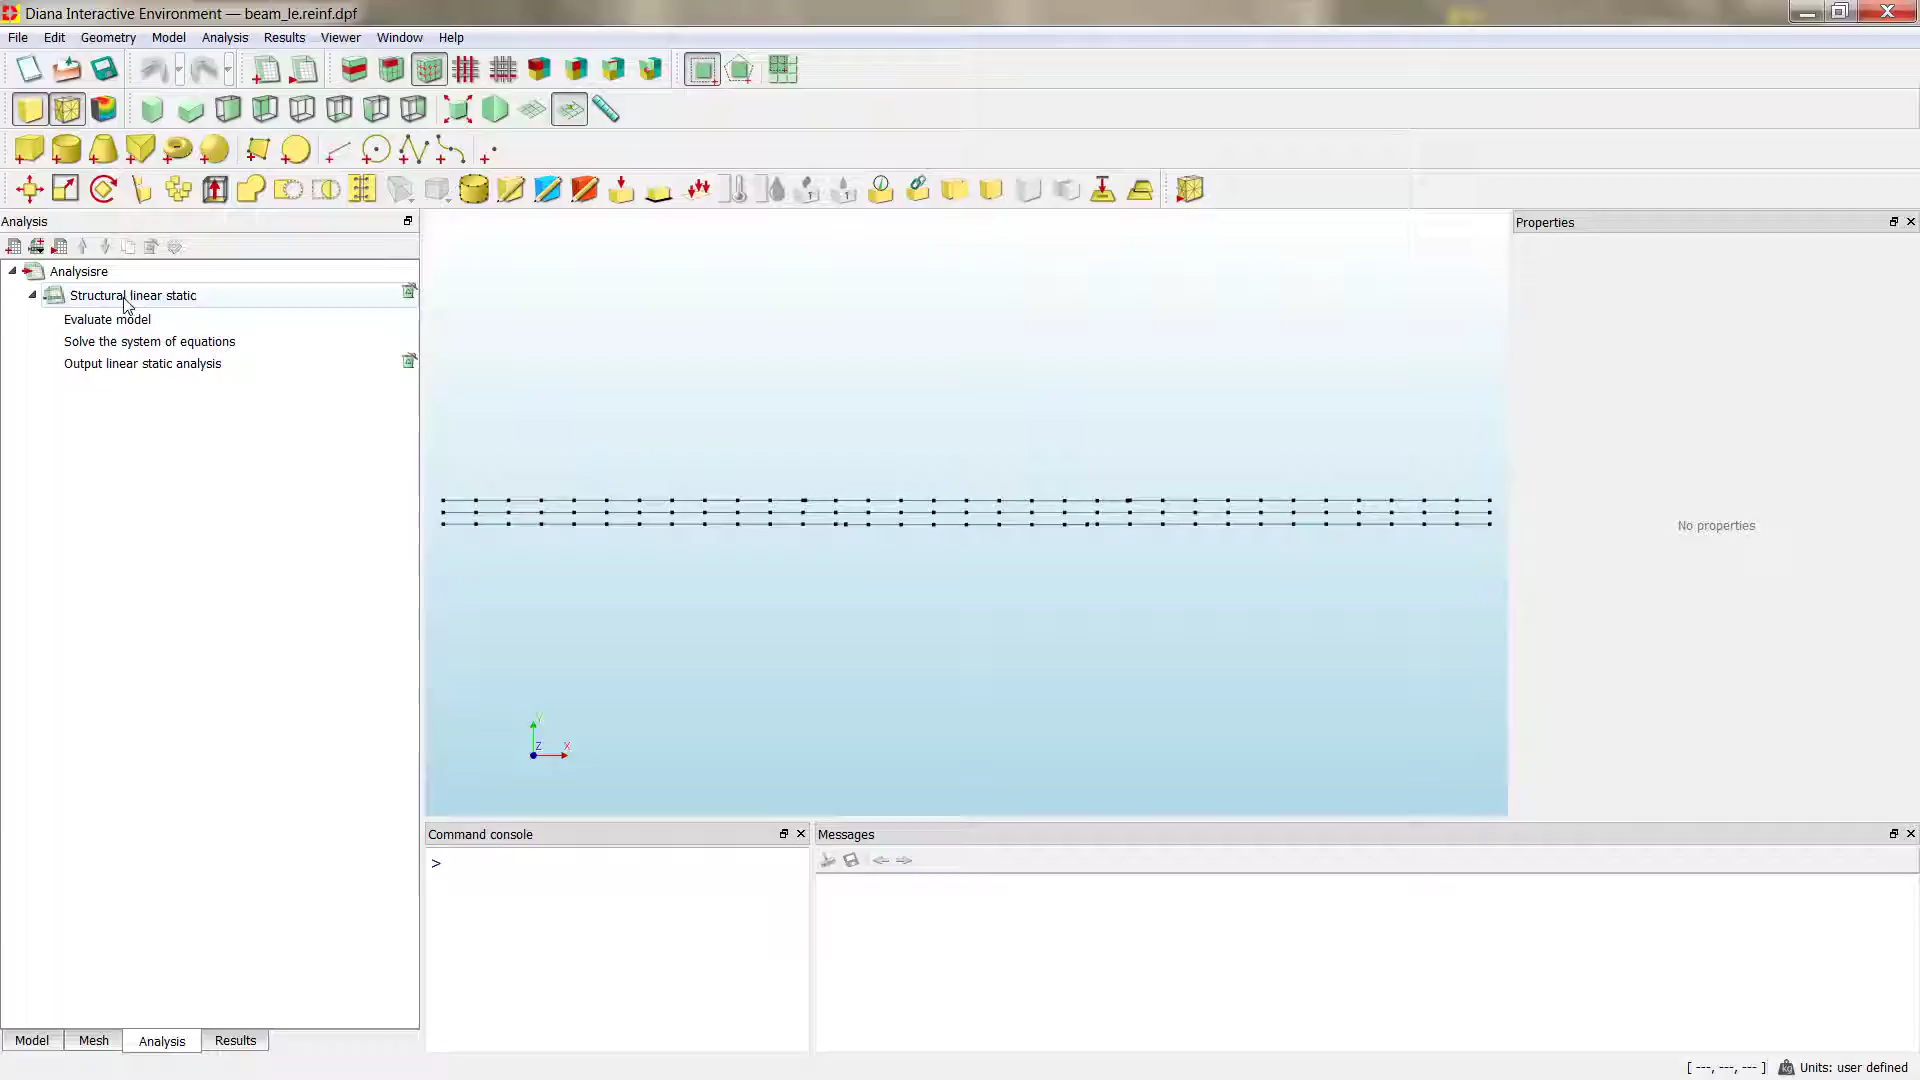 Diana Interactive Environment — beam_le.reinf.dpf
File Edit Geometry Model Analysis Results Viewer Window Help
Analysis
Properties
Analysisre
Structural linear static
Evaluate model
Solve the system of equations
Output linear static analysis
No properties
Y
Z X
Command console
Messages
>
Model Mesh Analysis Results
[ ---, ---, --- ] kg Units: user defined